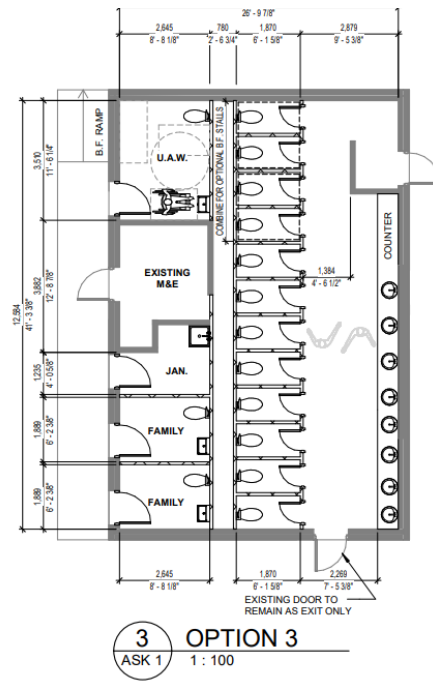 26' - 9 7/8"
2,645
780
1,870
2,879
8' - 8 1/8"
2' - 6 3/4"
6' - 1 5/8"
9' - 5 3/8"
B.F. RAMP
3,510
11' - 6 1/4"
U.A.W.
COMBINE FOR OPTIONAL B.F. STALLS
COUNTER
12,584
41' - 3 3/8"
3,882
12' - 8 7/8"
EXISTING
M&E
1,384
4' - 6 1/2"
1,235
4' - 0 5/8"
JAN.
1,889
6' - 2 3/8"
FAMILY
1,889
6' - 2 3/8"
FAMILY
2,645
8' - 8 1/8"
1,870
6' - 1 5/8"
2,269
7' - 5 3/8"
EXISTING DOOR TO
REMAIN AS EXIT ONLY
3
OPTION 3
ASK 1
1 : 100